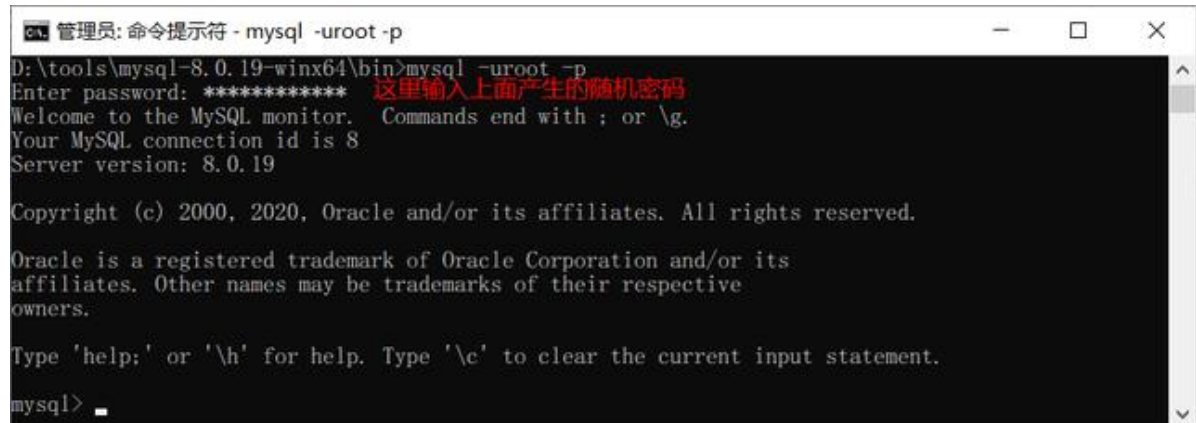 管理员: 命令提示符 - mysql -uroot -p
D:\tools\mysql-8.0.19-winx64\bin>mysql -uroot -p
Enter password: ************ 这里输入上面产生的随机密码
Welcome to the MySQL monitor.  Commands end with ; or \g.
Your MySQL connection id is 8
Server version: 8.0.19
Copyright (c) 2000, 2020, Oracle and/or its affiliates. All rights reserved.
Oracle is a registered trademark of Oracle Corporation and/or its
affiliates. Other names may be trademarks of their respective
owners.
Type 'help;' or '\h' for help. Type '\c' to clear the current input statement.
mysql>